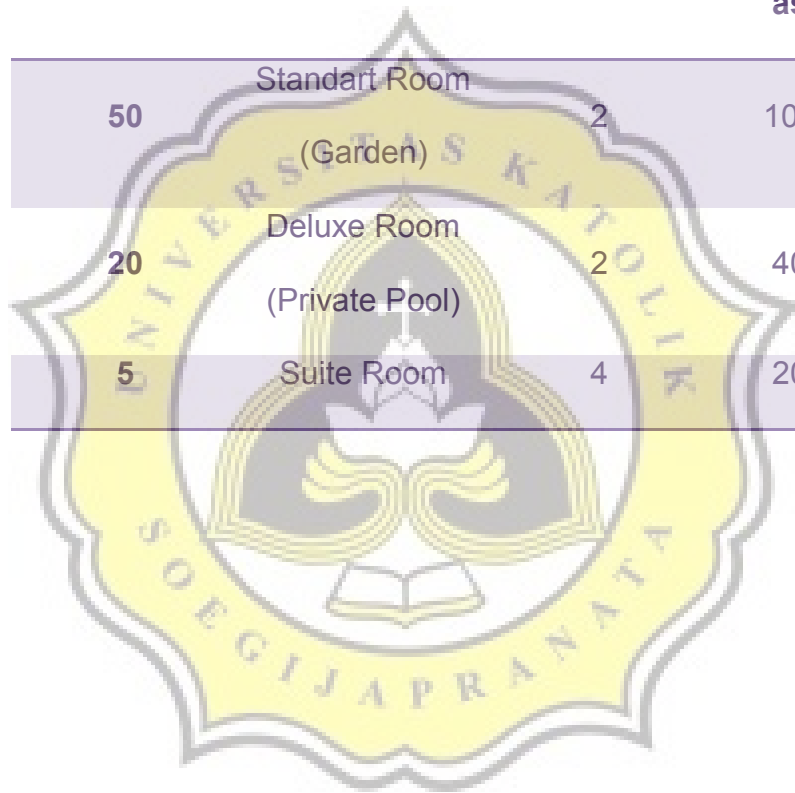 as
Standart Room
50 2 10
(Garden)
Deluxe Room
20 2 40
(Private Pool)
5 Suite Room 4 20
UNIVERSITAS KATOLIK
SOEGIJAPRANATA